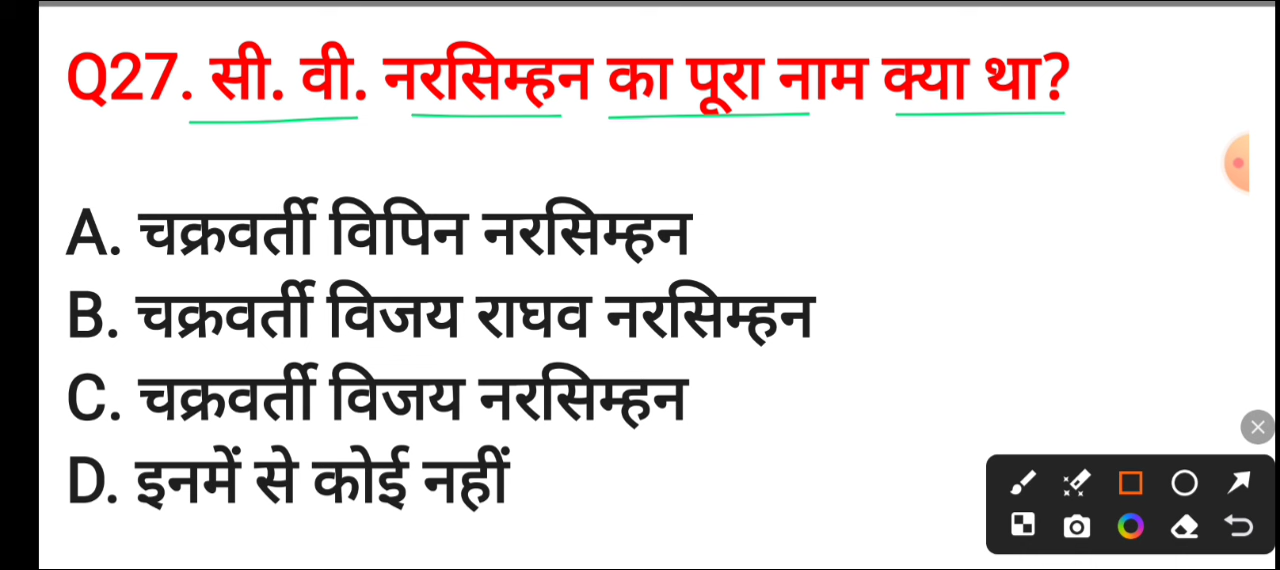 Q27. सी. वी. नरसिम्हन का पूरा नाम क्या था?
A. चक्रवर्ती विपिन नरसिम्हन
B. चक्रवर्ती विजय राघव नरसिम्हन
C. चक्रवर्ती विजय नरसिम्हन
D. इनमें से कोई नहीं